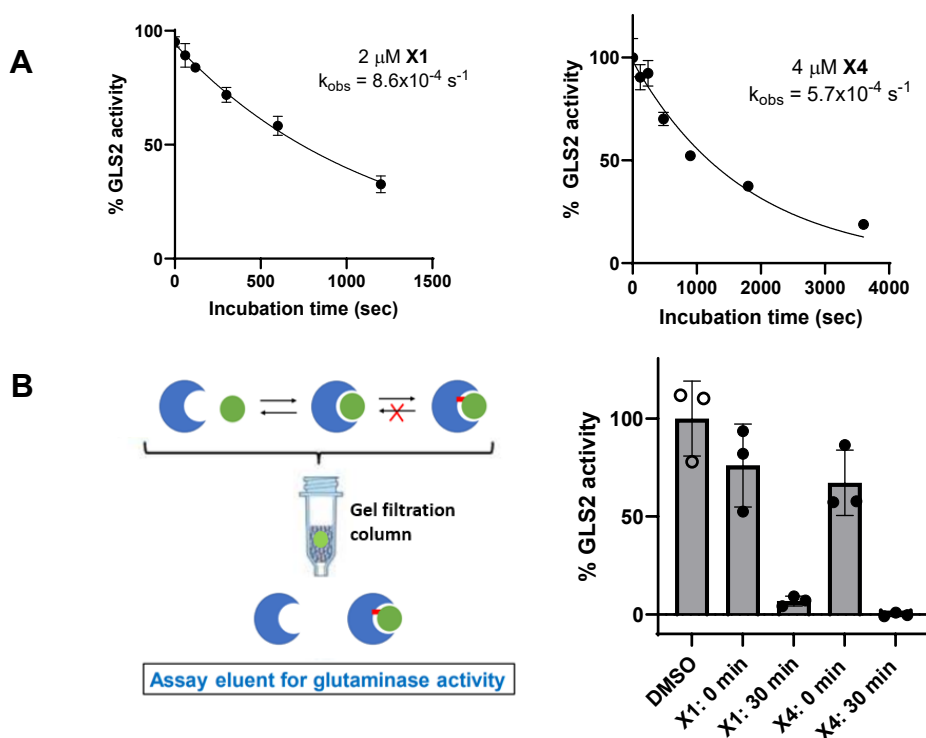 A
% GLS2 activity
100
50
0
2 μM X1
k_obs = 8.6x10⁻⁴ s⁻¹
0
500
1000
1500
Incubation time (sec)
% GLS2 activity
100
50
0
4 μM X4
k_obs = 5.7x10⁻⁴ s⁻¹
0
1000
2000
3000
4000
Incubation time (sec)
B
X
Gel filtration
column
Assay eluent for glutaminase activity
% GLS2 activity
100
50
0
DMSO
X1: 0 min
X1: 30 min
X4: 0 min
X4: 30 min